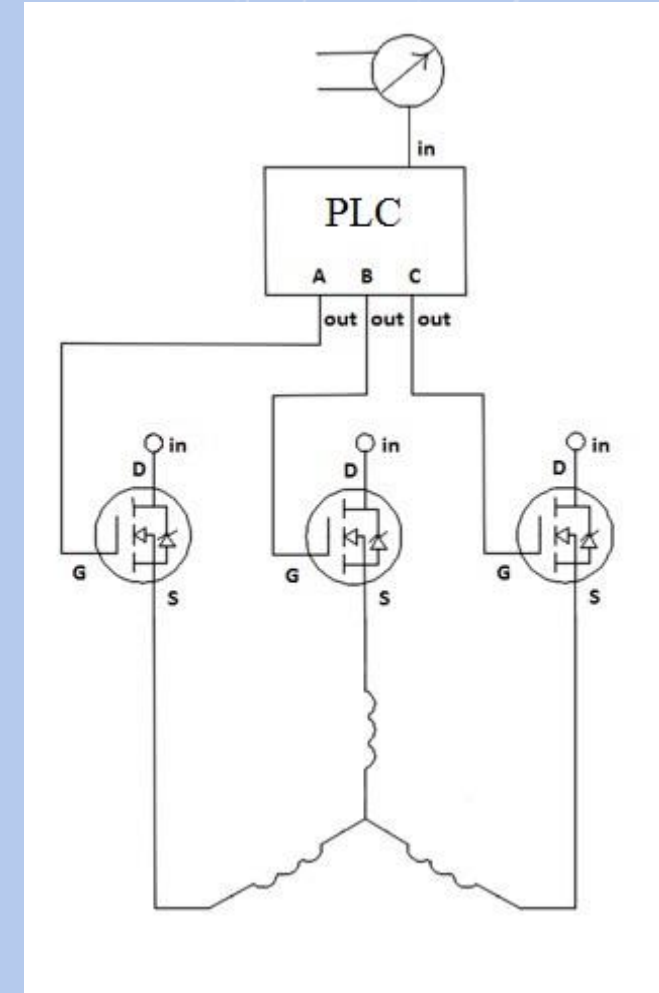 in
PLC
A B C
out out out
in in in
D D D
G G G
S S S